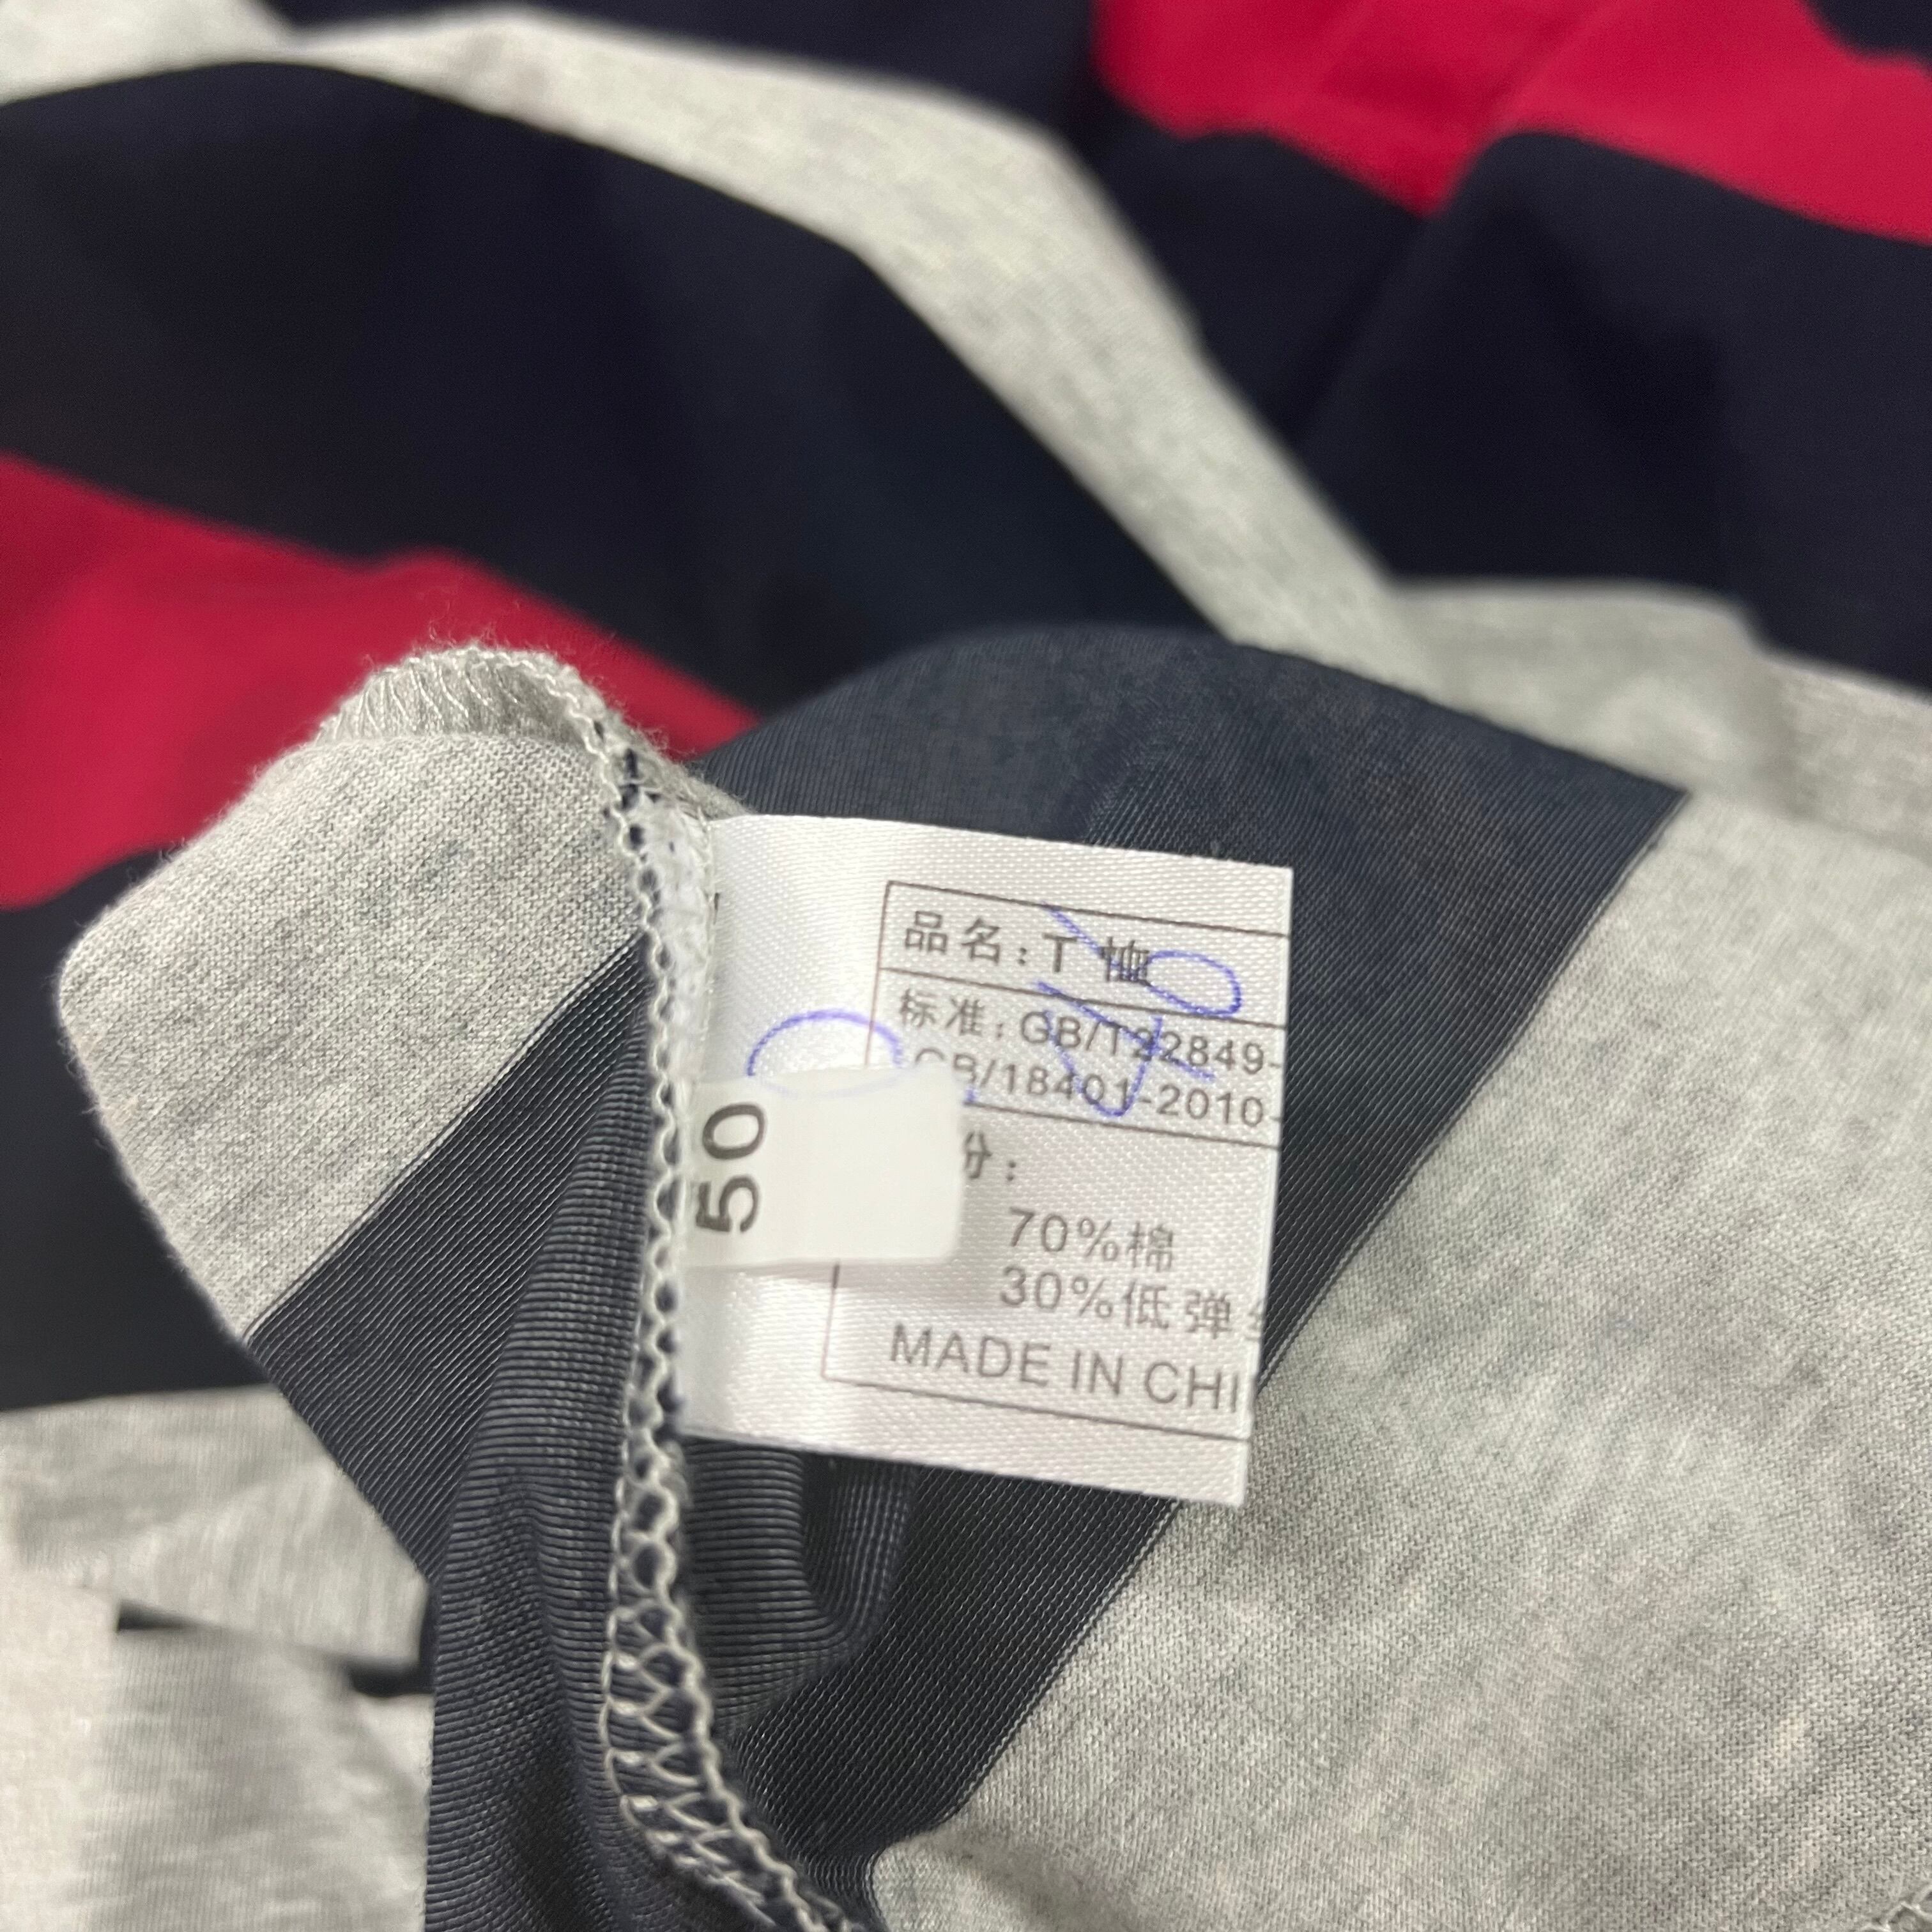 品名：T恤
标准：GB/T22849-
GB/18401-2010-
份：
70%棉
30%低弹
MADE IN CHI
50